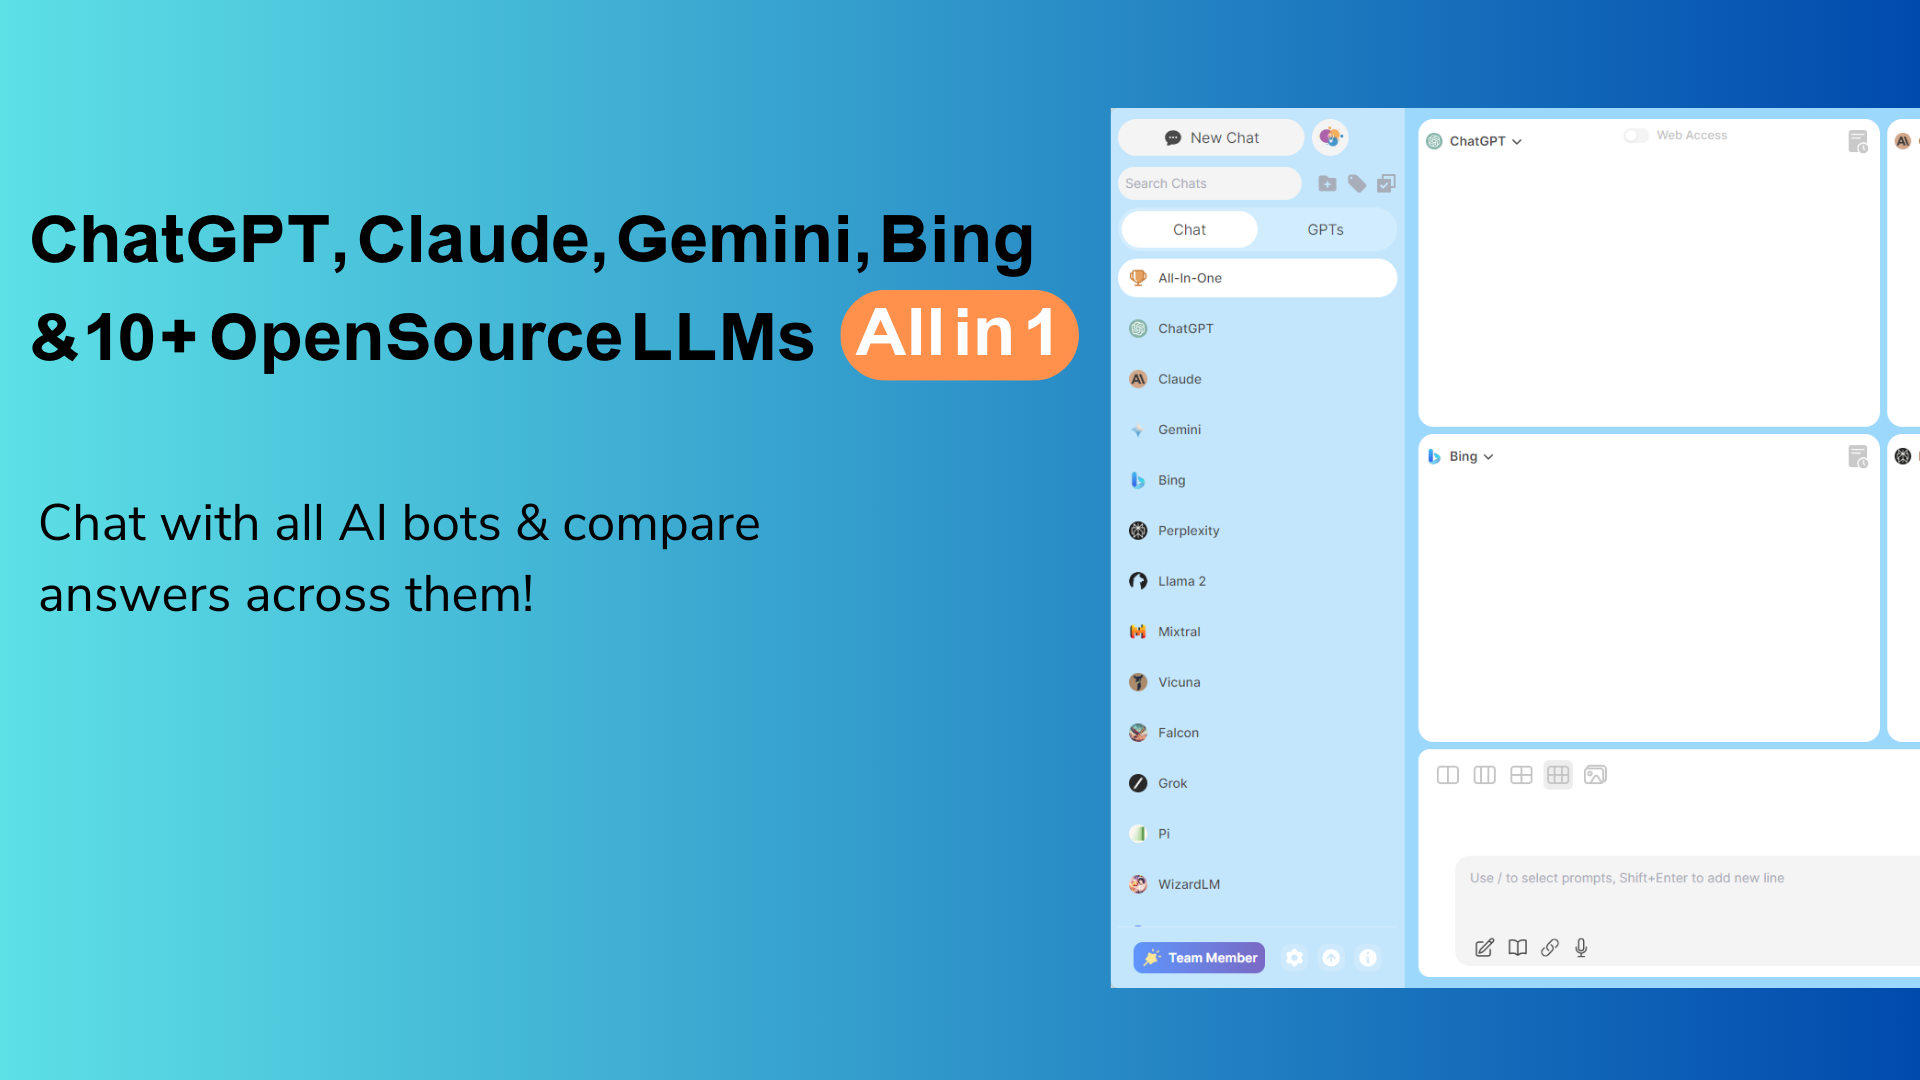 ChatGPT, Claude, Gemini, Bing
& 10+ OpenSource LLMs All in 1
Chat with all AI bots & compare
answers across them!
New Chat
Search Chats
Chat GPTs
All-In-One
ChatGPT
Claude
Gemini
Bing
Perplexity
Llama 2
Mixtral
Vicuna
Falcon
Grok
Pi
WizardLM
Team Member
ChatGPT
Web Access
Bing
Use / to select prompts, Shift+Enter to add new line